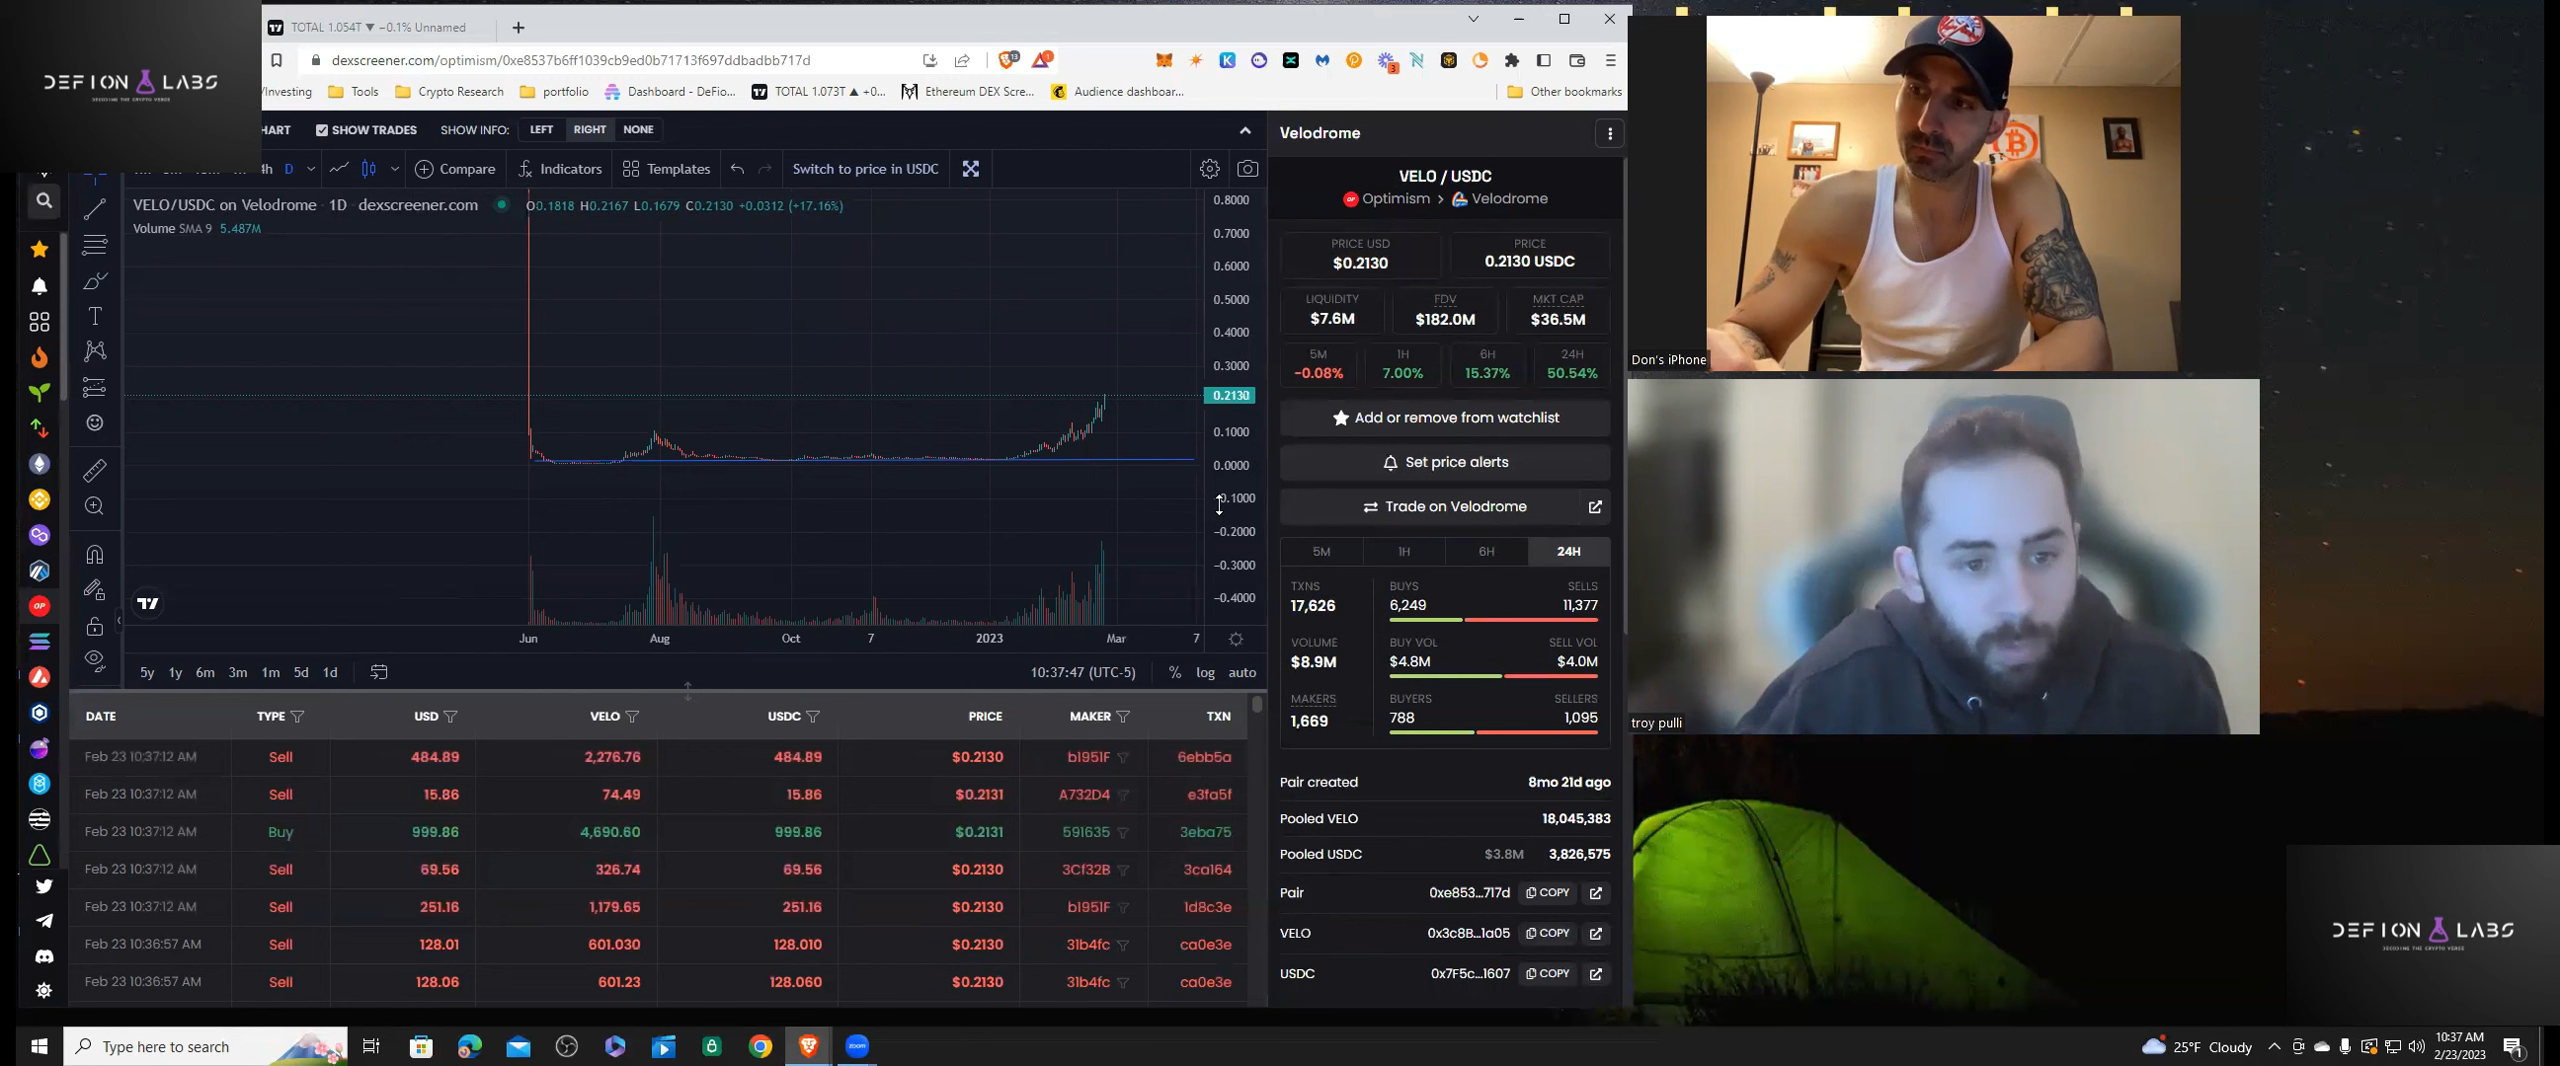 DEFION LABS
TOTAL 1.054T ▼ −0.1% Unnamed
dexscreener.com/optimism/0xe8537b6ff1039cb9ed0b71713f697ddbadbb717d
/Investing Tools Crypto Research portfolio Dashboard - DeFio... TOTAL 1.073T ▲ +0... Ethereum DEX Scre... Audience dashboar... Other bookmarks
HART SHOW TRADES SHOW INFO: LEFT RIGHT NONE
4h D Compare Indicators Templates Switch to price in USDC
VELO/USDC on Velodrome · 1D · dexscreener.com O0.1818 H0.2167 L0.1679 C0.2130 +0.0312 (+17.16%)
Volume SMA 9 5.487M
0.8000
0.7000
0.6000
0.5000
0.4000
0.3000
0.2130
0.1000
0.0000
0.1000
−0.2000
−0.3000
−0.4000
Jun Aug Oct 7 2023 Mar 7
5y 1y 6m 3m 1m 5d 1d 10:37:47 (UTC-5) % log auto
DATE TYPE USD VELO USDC PRICE MAKER TXN
Feb 23 10:37:12 AM Sell 484.89 2,276.76 484.89 $0.2130 b1951F 6ebb5a
Feb 23 10:37:12 AM Sell 15.86 74.49 15.86 $0.2131 A732D4 e3fa5f
Feb 23 10:37:12 AM Buy 999.86 4,690.60 999.86 $0.2131 591635 3eba75
Feb 23 10:37:12 AM Sell 69.56 326.74 69.56 $0.2130 3Cf32B 3ca164
Feb 23 10:37:12 AM Sell 251.16 1,179.65 251.16 $0.2130 b1951F 1d8c3e
Feb 23 10:36:57 AM Sell 128.01 601.030 128.010 $0.2130 31b4fc ca0e3e
Feb 23 10:36:57 AM Sell 128.06 601.23 128.060 $0.2130 31b4fc ca0e3e
Velodrome
VELO / USDC
Optimism > Velodrome
PRICE USD PRICE
$0.2130 0.2130 USDC
LIQUIDITY FDV MKT CAP
$7.6M $182.0M $36.5M
5M 1H 6H 24H
-0.08% 7.00% 15.37% 50.54%
Add or remove from watchlist
Set price alerts
Trade on Velodrome
5M 1H 6H 24H
TXNS BUYS SELLS
17,626 6,249 11,377
VOLUME BUY VOL SELL VOL
$8.9M $4.8M $4.0M
MAKERS BUYERS SELLERS
1,669 788 1,095
Pair created 8mo 21d ago
Pooled VELO 18,045,383
Pooled USDC $3.8M 3,826,575
Pair 0xe853...717d COPY
VELO 0x3c8B...1a05 COPY
USDC 0x7F5c...1607 COPY
Don's iPhone
troy pulli
DEFION LABS
Type here to search
zoom
25°F Cloudy
10:37 AM
2/23/2023